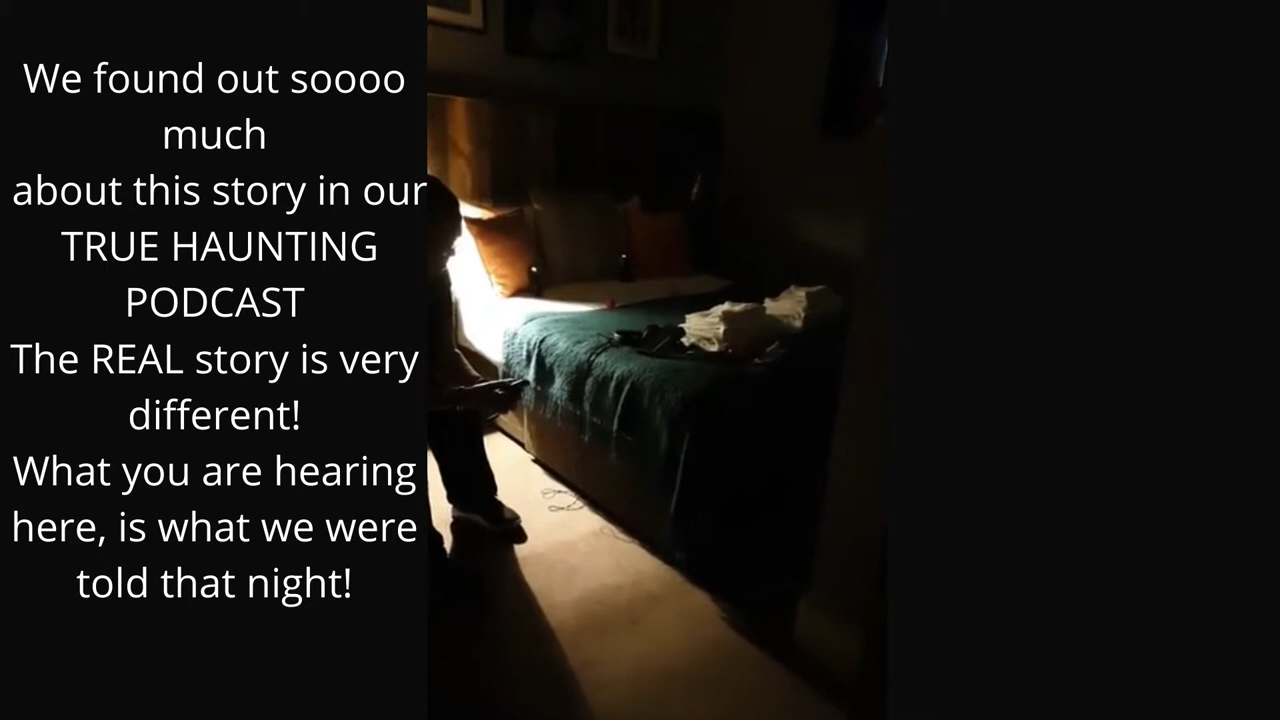 We found out soooo
much
about this story in our
TRUE HAUNTING
PODCAST
The REAL story is very
different!
What you are hearing
here, is what we were
told that night!